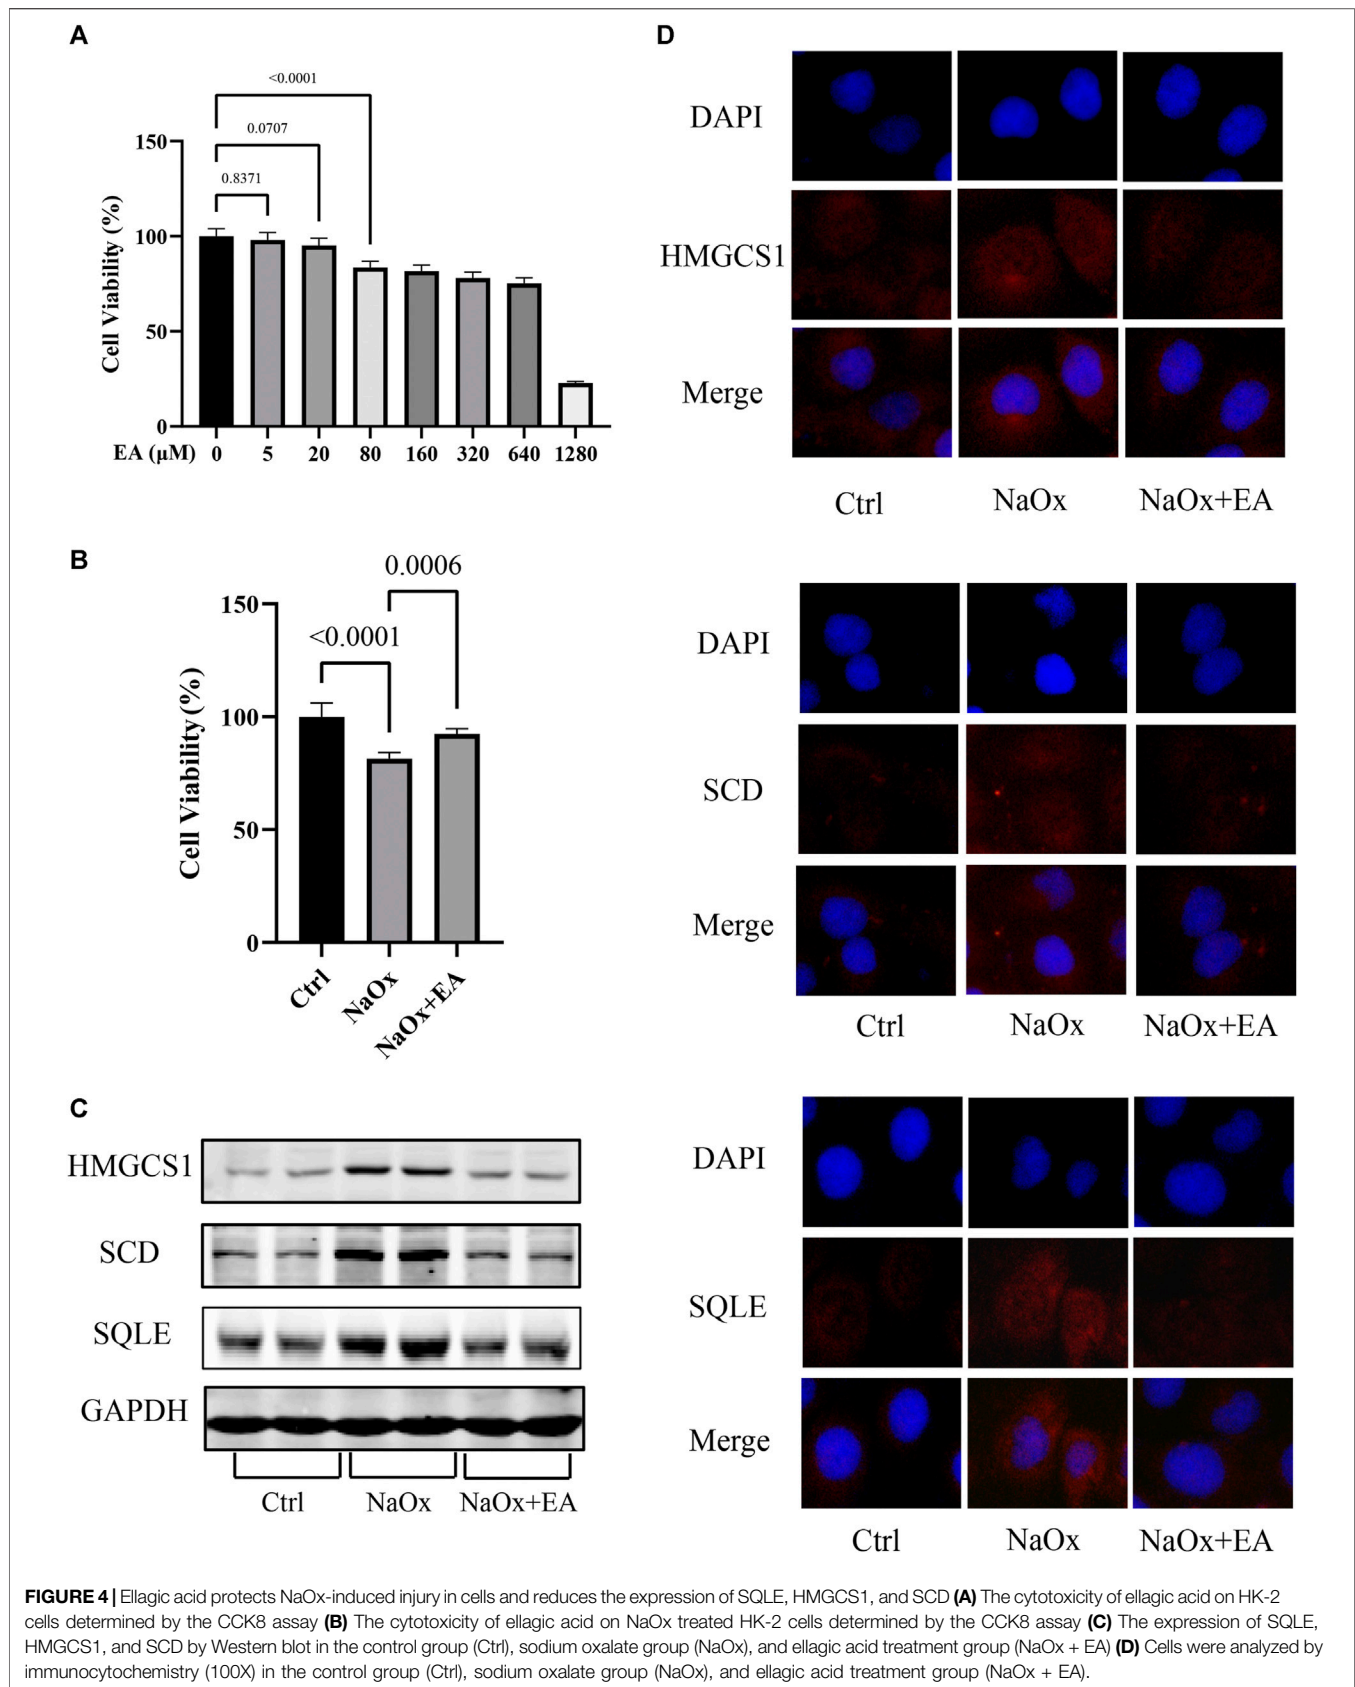 A
<0.0001
0.0707
0.8371
150
100
50
0
Cell Viability (%)
EA (μM) 0 5 20 80 160 320 640 1280
B
0.0006
<0.0001
150
100
50
0
Cell Viability (%)
Ctrl
NaOx
NaOx+EA
C
HMGCS1
SCD
SQLE
GAPDH
Ctrl NaOx NaOx+EA
D
DAPI
HMGCS1
Merge
Ctrl NaOx NaOx+EA
DAPI
SCD
Merge
Ctrl NaOx NaOx+EA
DAPI
SQLE
Merge
Ctrl NaOx NaOx+EA
FIGURE 4 | Ellagic acid protects NaOx-induced injury in cells and reduces the expression of SQLE, HMGCS1, and SCD (A) The cytotoxicity of ellagic acid on HK-2
cells determined by the CCK8 assay (B) The cytotoxicity of ellagic acid on NaOx treated HK-2 cells determined by the CCK8 assay (C) The expression of SQLE,
HMGCS1, and SCD by Western blot in the control group (Ctrl), sodium oxalate group (NaOx), and ellagic acid treatment group (NaOx + EA) (D) Cells were analyzed by
immunocytochemistry (100X) in the control group (Ctrl), sodium oxalate group (NaOx), and ellagic acid treatment group (NaOx + EA).